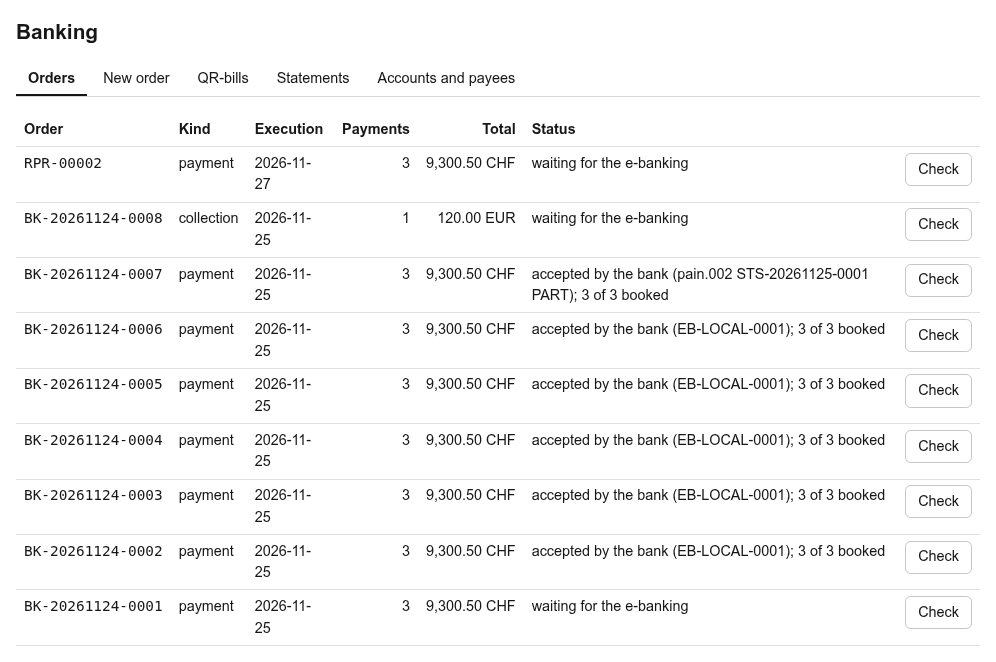 Banking
Orders New order QR-bills Statements Accounts and payees
Order Kind Execution Payments Total Status
RPR-00002 payment 2026-11- 3 9,300.50 CHF waiting for the e-banking Check
27
BK-20261124-0008 collection 2026-11- 1 120.00 EUR waiting for the e-banking Check
25
BK-20261124-0007 payment 2026-11- 3 9,300.50 CHF accepted by the bank (pain.002 STS-20261125-0001 Check
25 PART); 3 of 3 booked
BK-20261124-0006 payment 2026-11- 3 9,300.50 CHF accepted by the bank (EB-LOCAL-0001); 3 of 3 booked Check
25
BK-20261124-0005 payment 2026-11- 3 9,300.50 CHF accepted by the bank (EB-LOCAL-0001); 3 of 3 booked Check
25
BK-20261124-0004 payment 2026-11- 3 9,300.50 CHF accepted by the bank (EB-LOCAL-0001); 3 of 3 booked Check
25
BK-20261124-0003 payment 2026-11- 3 9,300.50 CHF accepted by the bank (EB-LOCAL-0001); 3 of 3 booked Check
25
BK-20261124-0002 payment 2026-11- 3 9,300.50 CHF accepted by the bank (EB-LOCAL-0001); 3 of 3 booked Check
25
BK-20261124-0001 payment 2026-11- 3 9,300.50 CHF waiting for the e-banking Check
25